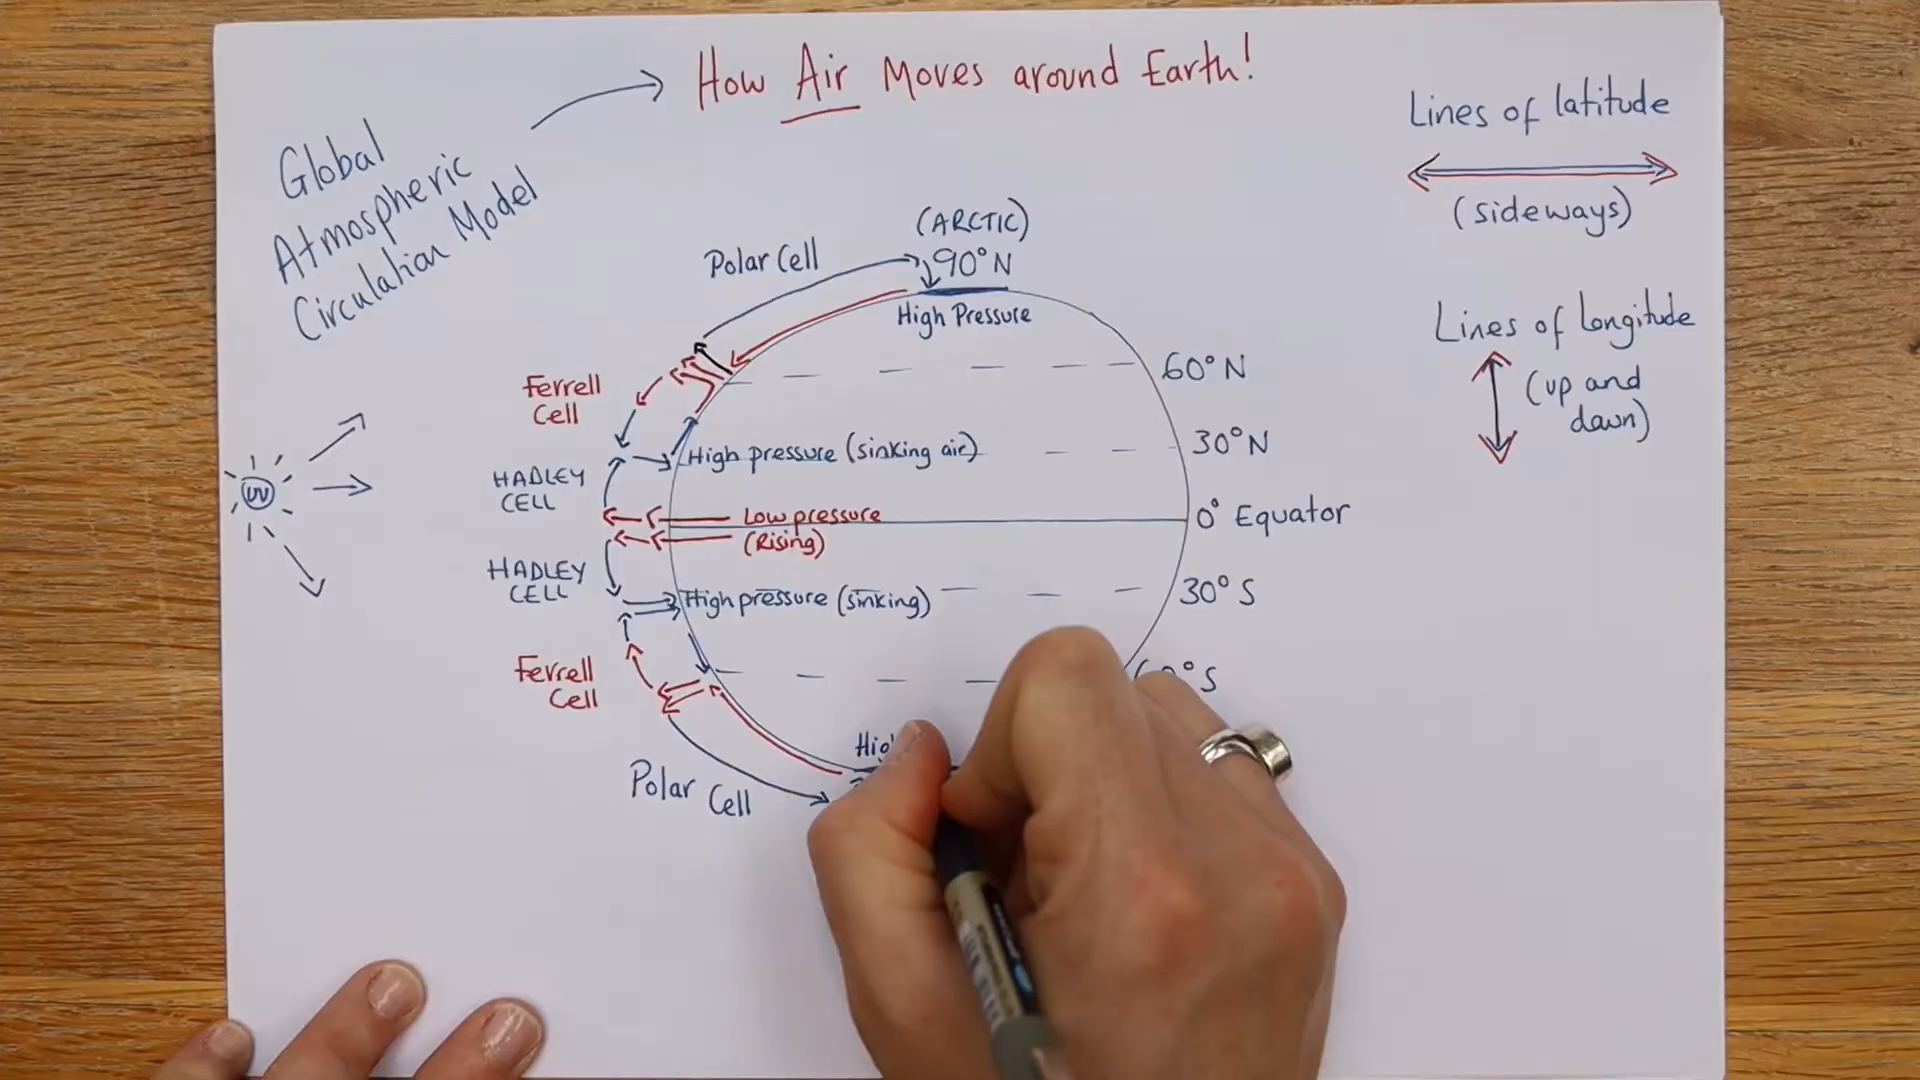 How Air Moves around Earth!
Global
Atmospheric
Circulation Model
Lines of latitude
(sideways)
Lines of longitude
(up and
down)
(ARCTIC)
90°N
Polar Cell
High Pressure
60°N
Ferrell
Cell
High pressure (sinking air)
30°N
HADLEY
CELL
UV
Low pressure
(Rising)
0° Equator
HADLEY
CELL
High pressure (sinking)
30° S
Ferrell
Cell
°S
Polar Cell